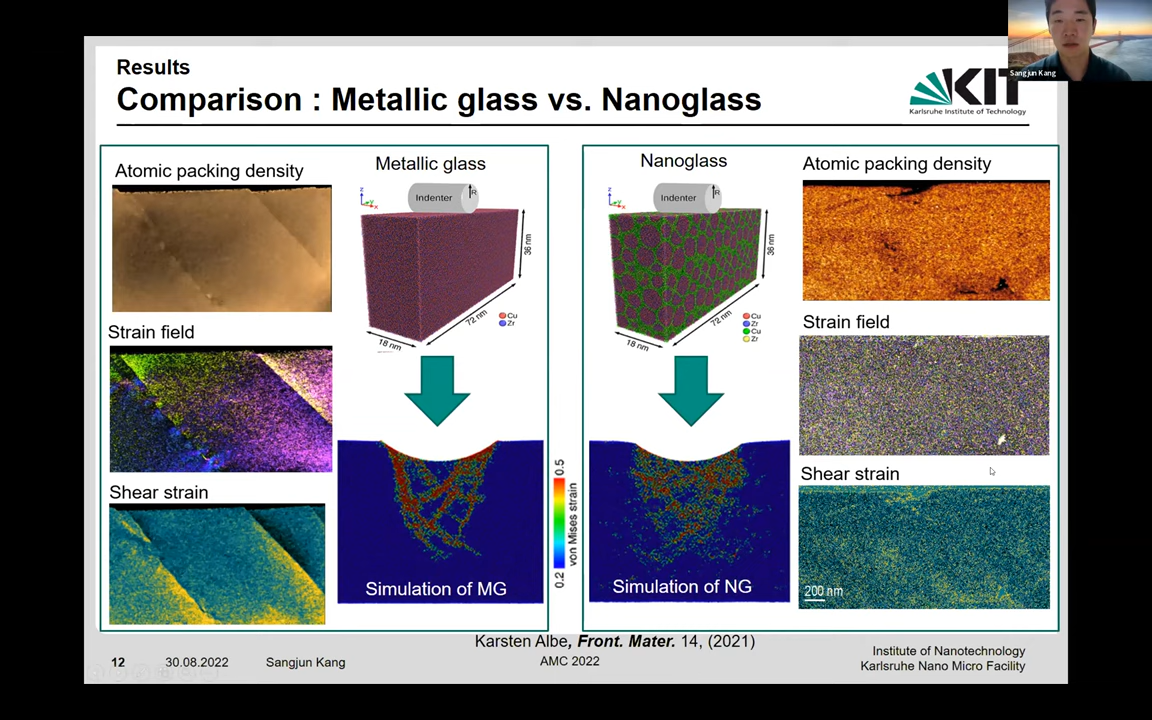 Sangjun Kang
Results
Comparison : Metallic glass vs. Nanoglass
KIT
Karlsruhe Institute of Technology
Atomic packing density
Metallic glass
z
y
x
Indenter
R
36 nm
72 nm
18 nm
Cu
Zr
Strain field
Shear strain
Simulation of MG
0.5
von Mises strain
0.2
Nanoglass
Atomic packing density
z
y
x
Indenter
R
36 nm
72 nm
18 nm
Cu
Zr
Cu
Zr
Strain field
Shear strain
200 nm
Simulation of NG
Karsten Albe, Front. Mater. 14, (2021)
12 30.08.2022 Sangjun Kang AMC 2022
Institute of Nanotechnology
Karlsruhe Nano Micro Facility